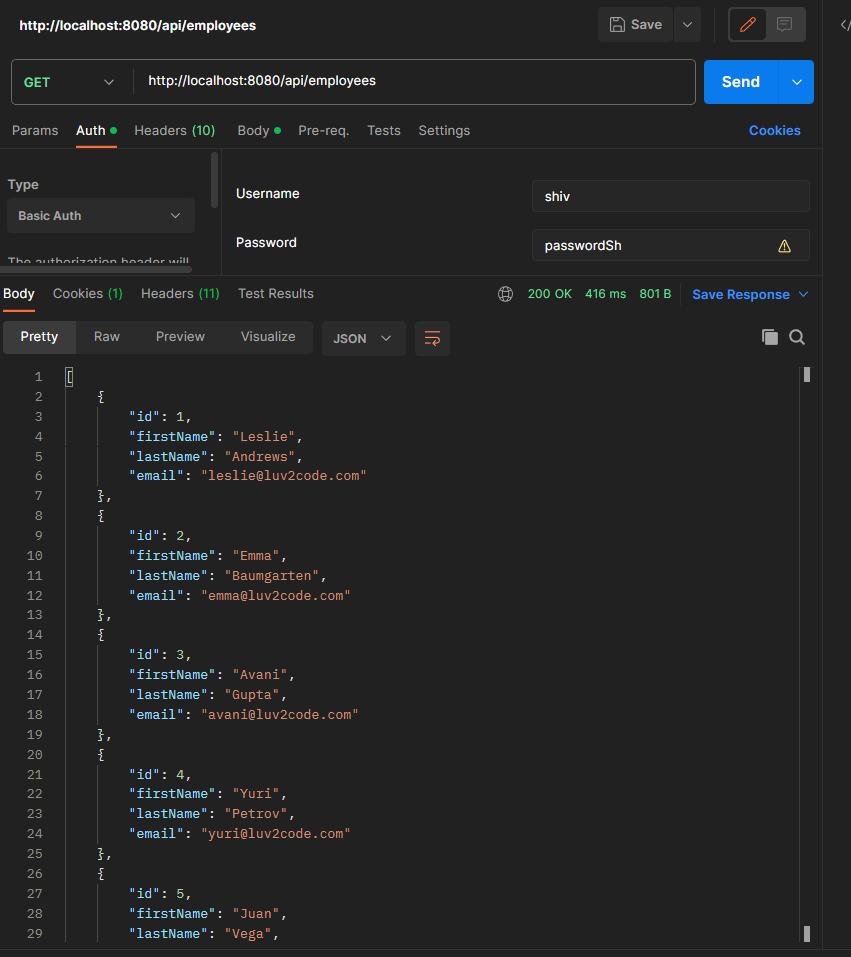 http://localhost:8080/api/employees
Save
GET
http://localhost:8080/api/employees
Send
Params Auth Headers (10) Body Pre-req. Tests Settings Cookies
Type
Basic Auth
The authorization header will
Username
shiv
Password
passwordSh
Body Cookies (1) Headers (11) Test Results
200 OK 416 ms 801 B Save Response
Pretty Raw Preview Visualize JSON
1 [
2 {
3 "id": 1,
4 "firstName": "Leslie",
5 "lastName": "Andrews",
6 "email": "leslie@luv2code.com"
7 },
8 {
9 "id": 2,
10 "firstName": "Emma",
11 "lastName": "Baumgarten",
12 "email": "emma@luv2code.com"
13 },
14 {
15 "id": 3,
16 "firstName": "Avani",
17 "lastName": "Gupta",
18 "email": "avani@luv2code.com"
19 },
20 {
21 "id": 4,
22 "firstName": "Yuri",
23 "lastName": "Petrov",
24 "email": "yuri@luv2code.com"
25 },
26 {
27 "id": 5,
28 "firstName": "Juan",
29 "lastName": "Vega",